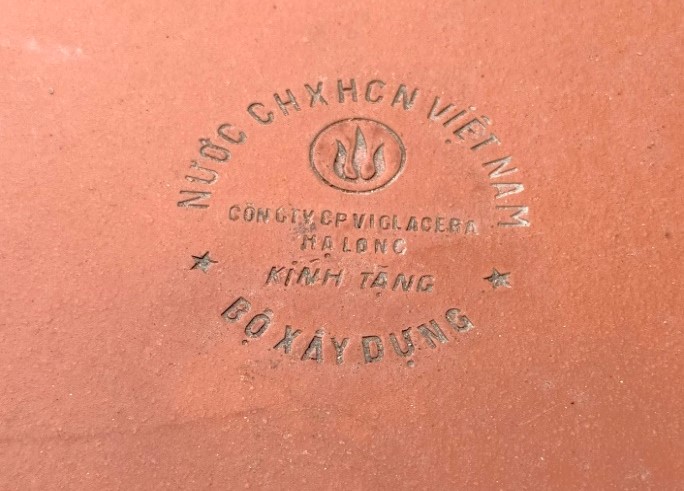 NƯỚC CHXHCN VIỆT NAM
CÔNG TY CP VIGLACERA
HẠ LONG
KÍNH TẶNG
BỘ XÂY DỰNG